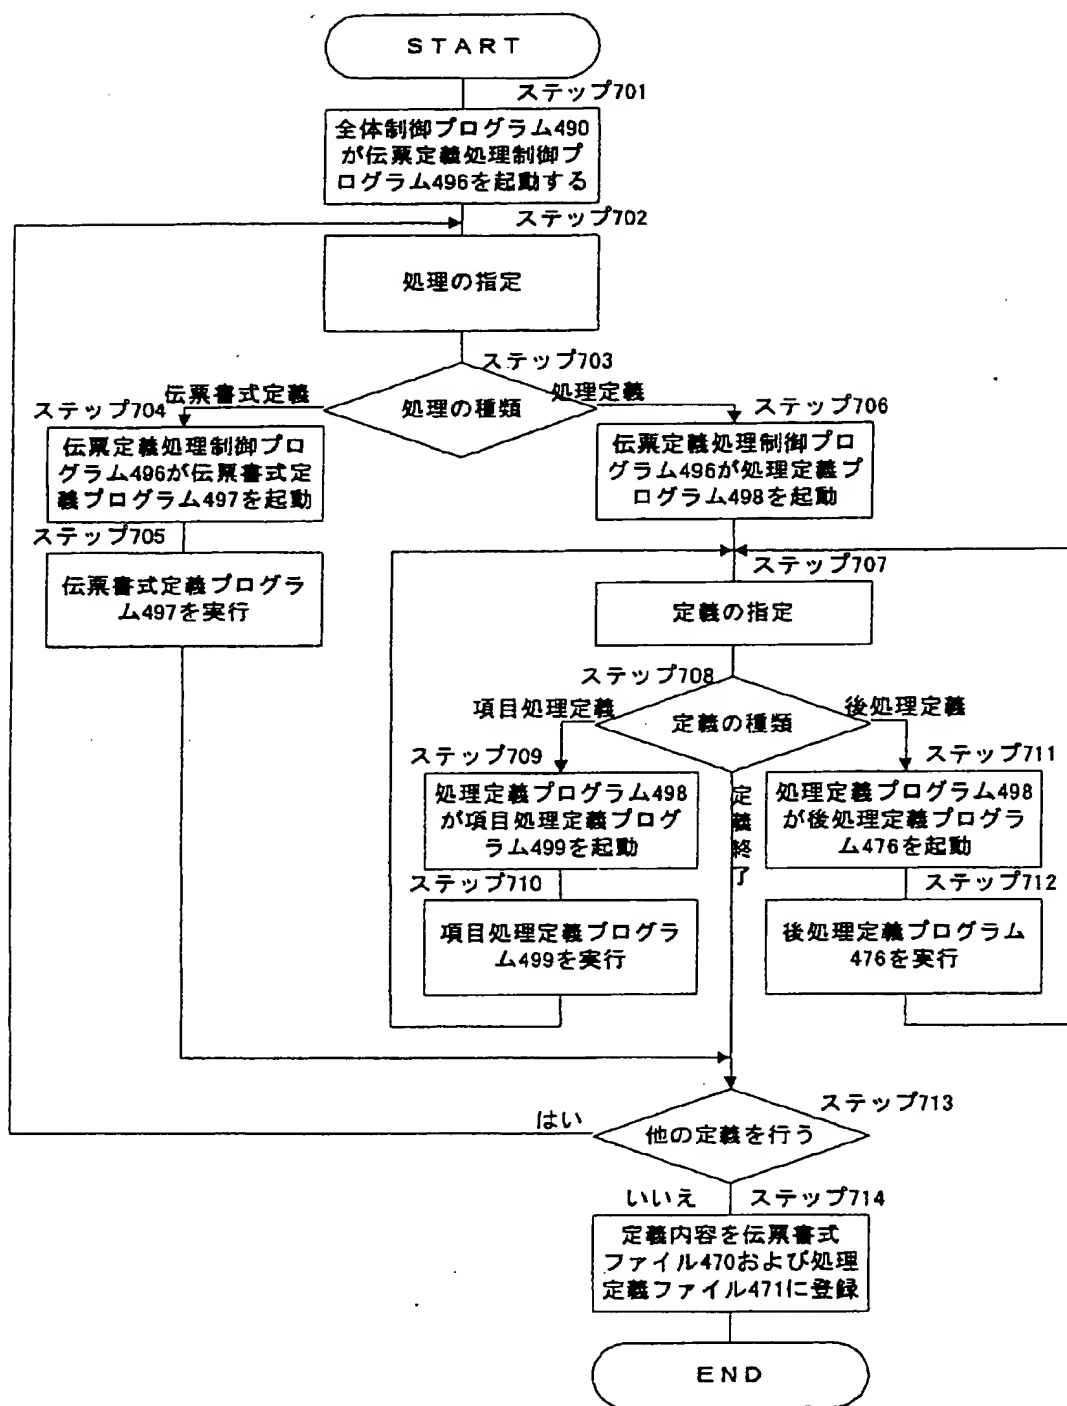 START
ステップ701
全体制御プログラム490
が伝票定義処理制御プ
ログラム496を起動する
ステップ702
処理の指定
ステップ703
処理の種類
伝票書式定義
処理定義
ステップ704
伝票定義処理制御プロ
グラム496が伝票書式定
義プログラム497を起動
ステップ705
伝票書式定義プログラ
ム497を実行
ステップ706
伝票定義処理制御プロ
グラム496が処理定義プ
ログラム498を起動
ステップ707
定義の指定
ステップ708
定義の種類
項目処理定義
後処理定義
定義終了
ステップ709
処理定義プログラム498
が項目処理定義プログ
ラム499を起動
ステップ710
項目処理定義プログラ
ム499を実行
ステップ711
処理定義プログラム498
が後処理定義プログラ
ム476を起動
ステップ712
後処理定義プログラム
476を実行
ステップ713
他の定義を行う
はい
いいえ
ステップ714
定義内容を伝票書式
ファイル470および処理
定義ファイル471に登録
END